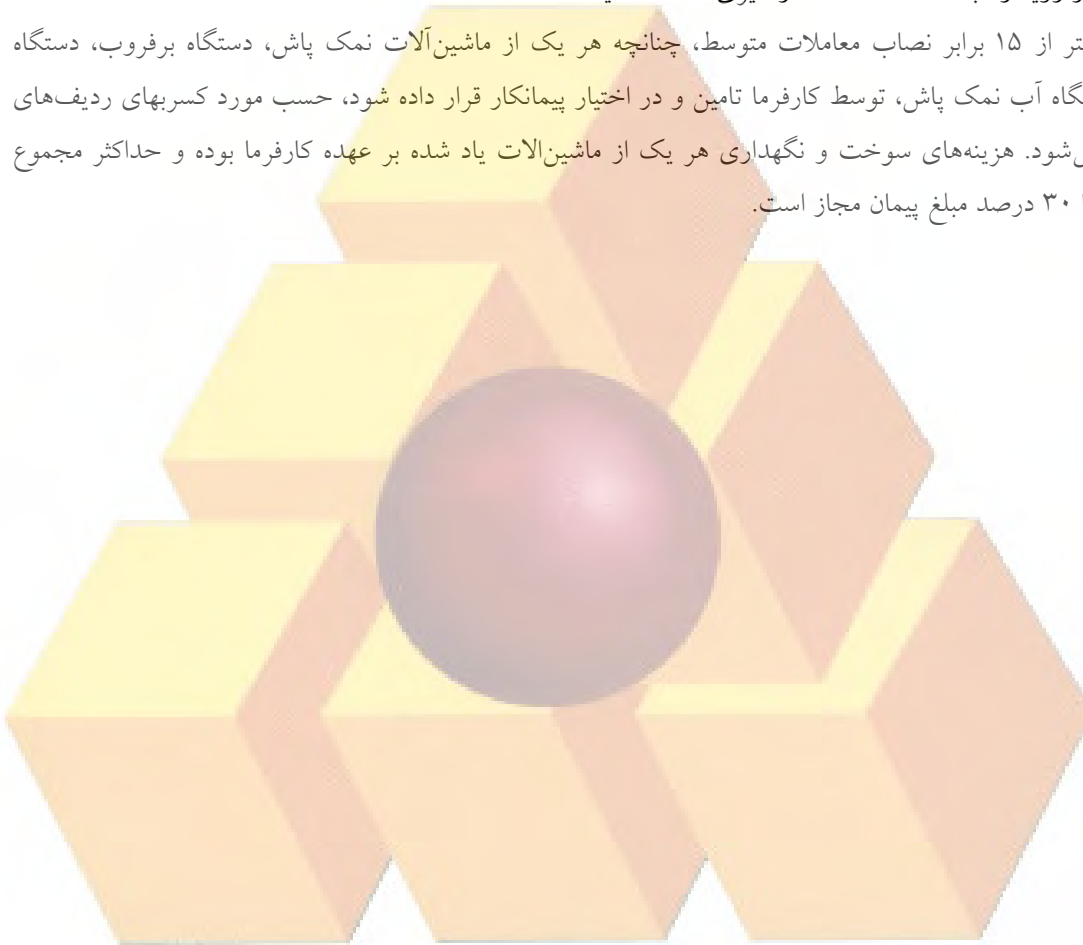 تر از ۱۵ برابر نصاب معاملات متوسط، چنانچه هر یک از ماشین‌آلات نمک پاش، دستگاه برفروب، دستگاه
گاه آب نمک پاش، توسط کارفرما تامین و در اختیار پیمانکار قرار داده شود، حسب مورد کسربهای ردیف‌های
شود. هزینه‌های سوخت و نگهداری هر یک از ماشین‌الات یاد شده بر عهده کارفرما بوده و حداکثر مجموع
۳۰ درصد مبلغ پیمان مجاز است.